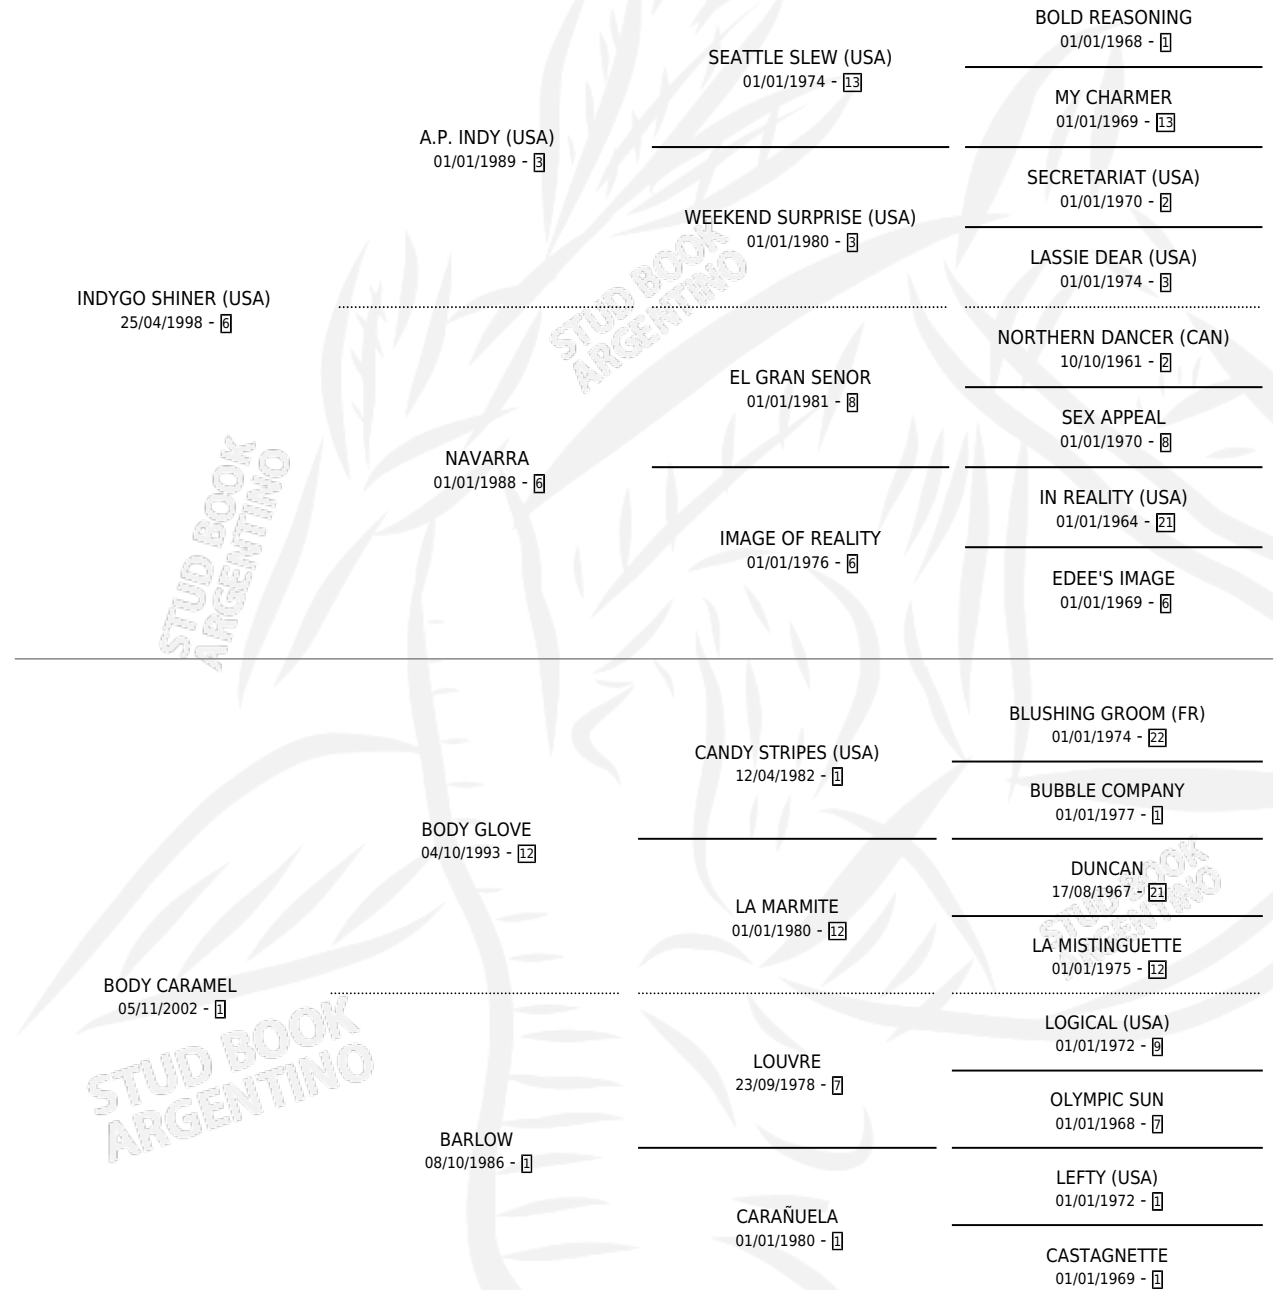 BOLD REASONING
01/01/1968 - 1
SEATTLE SLEW (USA)
01/01/1974 - 13
MY CHARMER
01/01/1969 - 13
A.P. INDY (USA)
01/01/1989 - 3
SECRETARIAT (USA)
01/01/1970 - 2
WEEKEND SURPRISE (USA)
01/01/1980 - 3
LASSIE DEAR (USA)
01/01/1974 - 3
INDYGO SHINER (USA)
25/04/1998 - 6
NORTHERN DANCER (CAN)
10/10/1961 - 2
EL GRAN SENOR
01/01/1981 - 8
SEX APPEAL
01/01/1970 - 8
NAVARRA
01/01/1988 - 6
IN REALITY (USA)
01/01/1964 - 21
IMAGE OF REALITY
01/01/1976 - 6
EDEE'S IMAGE
01/01/1969 - 6
STUD BOOK
ARGENTINO
STUD BOOK
ARGENTINO
BLUSHING GROOM (FR)
01/01/1974 - 22
CANDY STRIPES (USA)
12/04/1982 - 1
BUBBLE COMPANY
01/01/1977 - 1
BODY GLOVE
04/10/1993 - 12
DUNCAN
17/08/1967 - 21
LA MARMITE
01/01/1980 - 12
LA MISTINGUETTE
01/01/1975 - 12
BODY CARAMEL
05/11/2002 - 1
LOGICAL (USA)
01/01/1972 - 9
LOUVRE
23/09/1978 - 7
OLYMPIC SUN
01/01/1968 - 7
BARLOW
08/10/1986 - 1
LEFTY (USA)
01/01/1972 - 1
CARAÑUELA
01/01/1980 - 1
CASTAGNETTE
01/01/1969 - 1
STUD BOOK
ARGENTINO
STUD BOOK
ARGENTINO